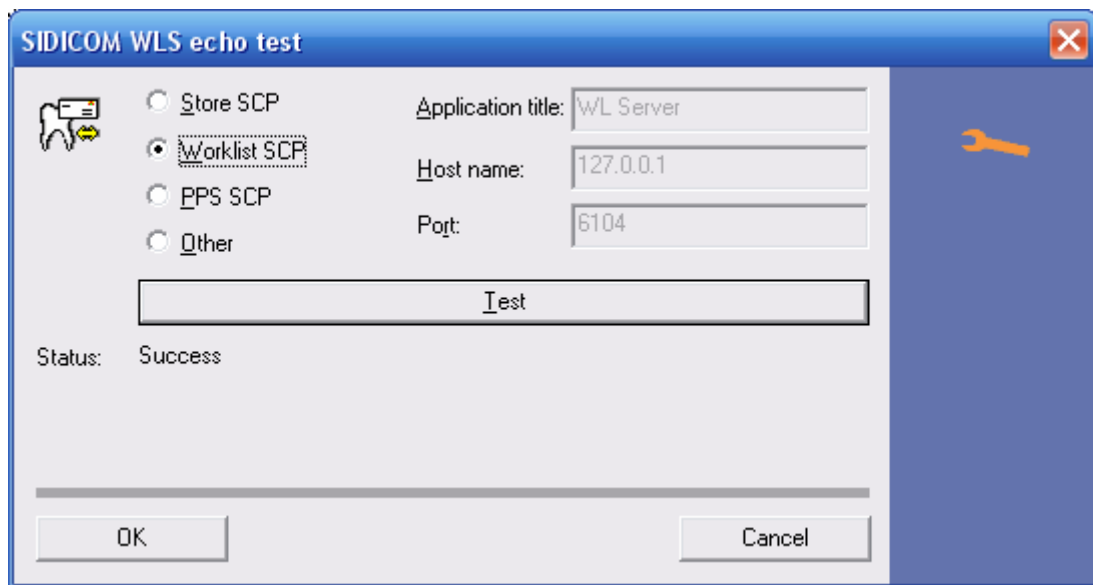 SIDICOM WLS echo test
Store SCP
Worklist SCP
PPS SCP
Other
Application title: WL Server
Host name: 127.0.0.1
Port: 6104
Test
Status: Success
OK
Cancel